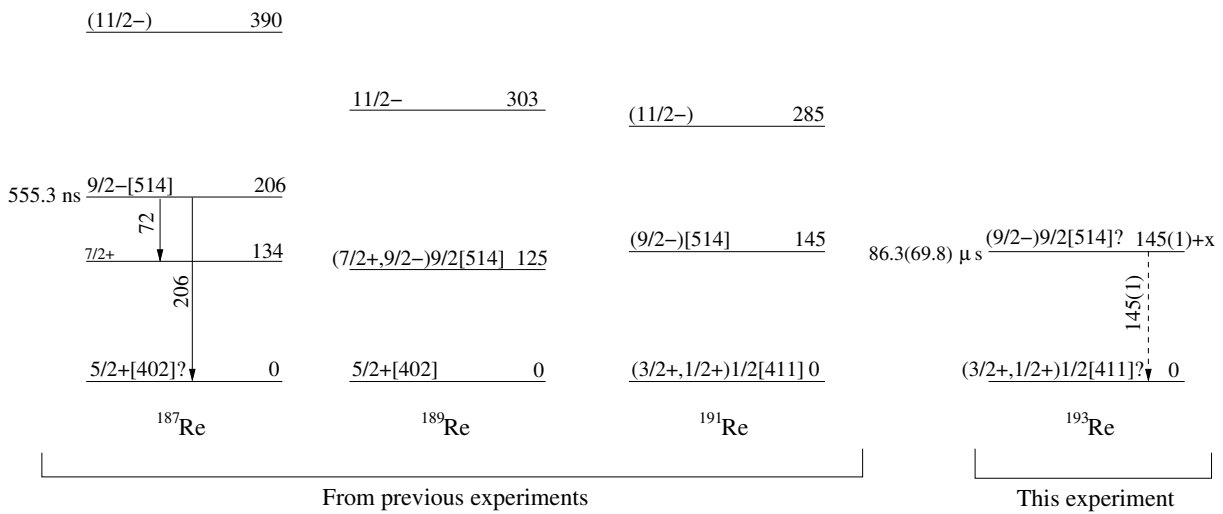 (11/2-) 390
11/2- 303
(11/2-) 285
555.3 ns 9/2-[514] 206
72
7/2+ 134
206
(7/2+,9/2-)9/2[514] 125
(9/2-)[514] 145
86.3(69.8) μ s (9/2-)9/2[514]? 145(1)+x
145(1)
5/2+[402]? 0
5/2+[402] 0
(3/2+,1/2+)1/2[411] 0
(3/2+,1/2+)1/2[411]? 0
¹⁸⁷Re
¹⁸⁹Re
¹⁹¹Re
¹⁹³Re
From previous experiments
This experiment